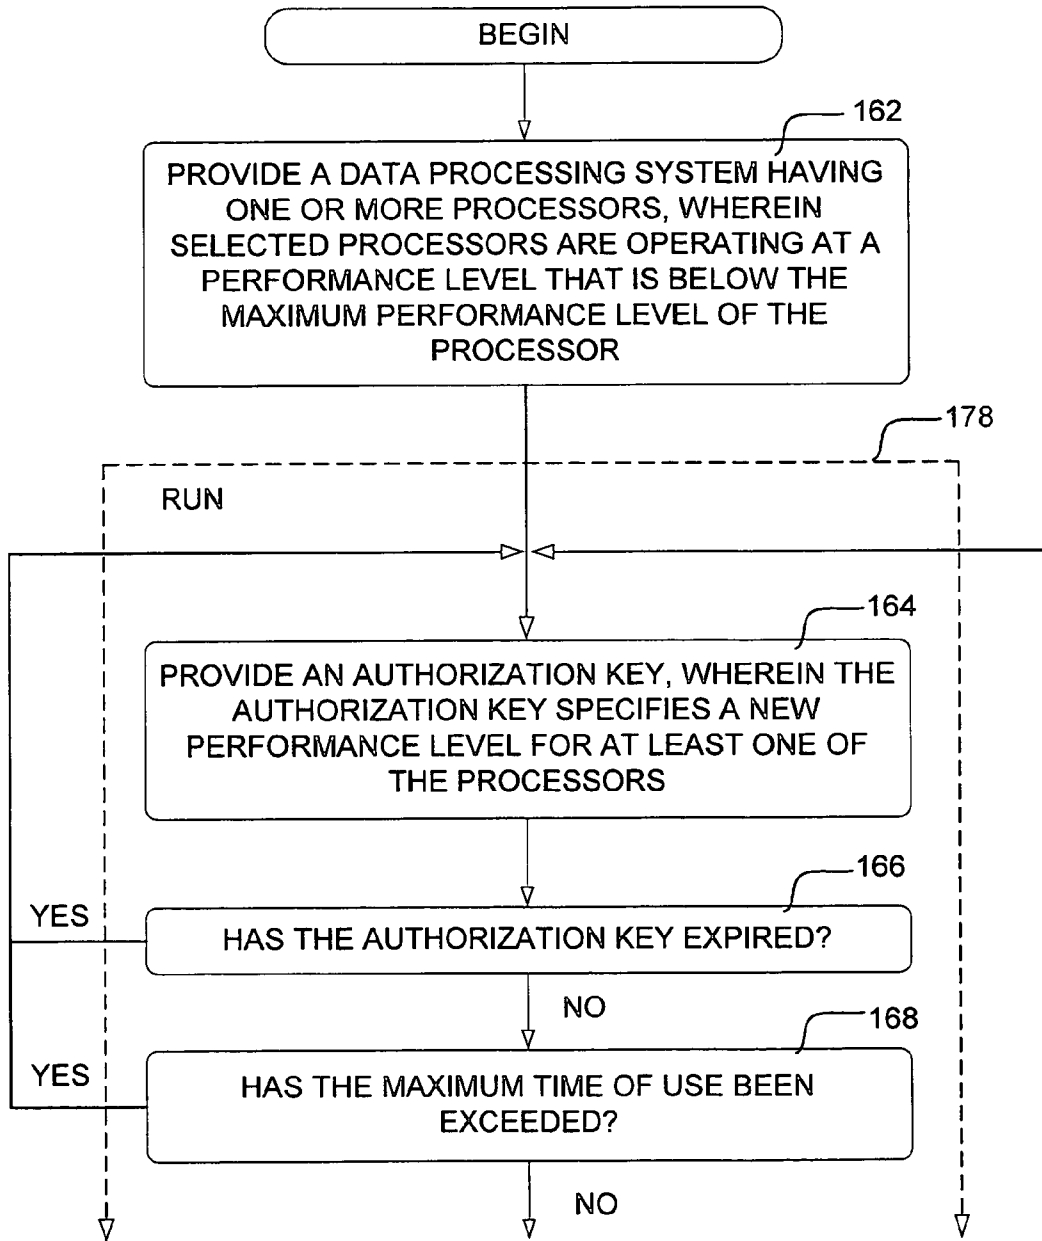 BEGIN
162
PROVIDE A DATA PROCESSING SYSTEM HAVING
ONE OR MORE PROCESSORS, WHEREIN
SELECTED PROCESSORS ARE OPERATING AT A
PERFORMANCE LEVEL THAT IS BELOW THE
MAXIMUM PERFORMANCE LEVEL OF THE
PROCESSOR
178
RUN
164
PROVIDE AN AUTHORIZATION KEY, WHEREIN THE
AUTHORIZATION KEY SPECIFIES A NEW
PERFORMANCE LEVEL FOR AT LEAST ONE OF
THE PROCESSORS
166
YES
HAS THE AUTHORIZATION KEY EXPIRED?
NO
168
YES
HAS THE MAXIMUM TIME OF USE BEEN
EXCEEDED?
NO